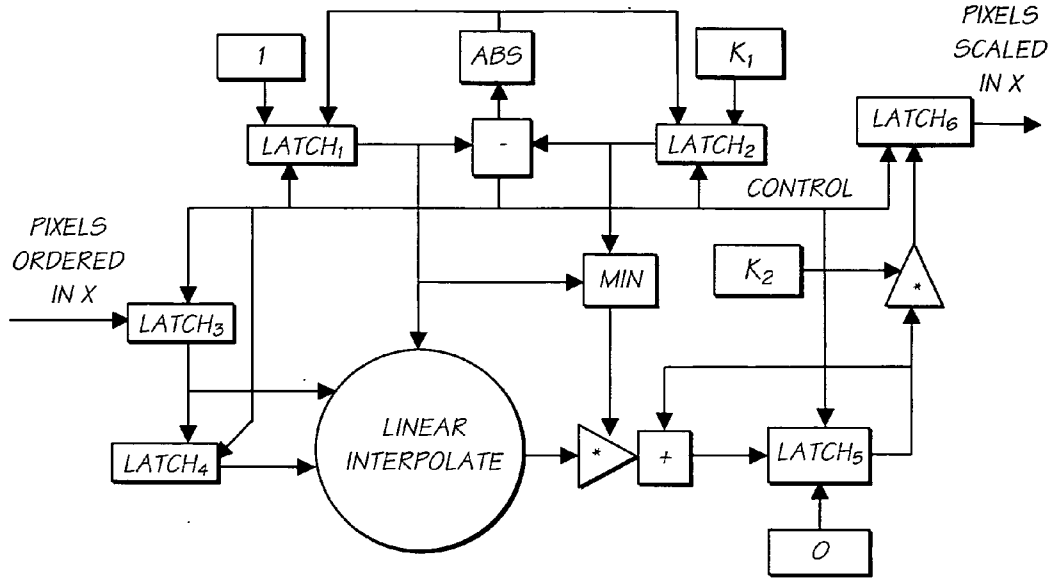 PIXELS
SCALED
IN X
1
ABS
K₁
LATCH₁
-
LATCH₂
LATCH₆
CONTROL
PIXELS
ORDERED
IN X
K₂
*
MIN
LATCH₃
LINEAR
INTERPOLATE
LATCH₄
*
+
LATCH₅
0